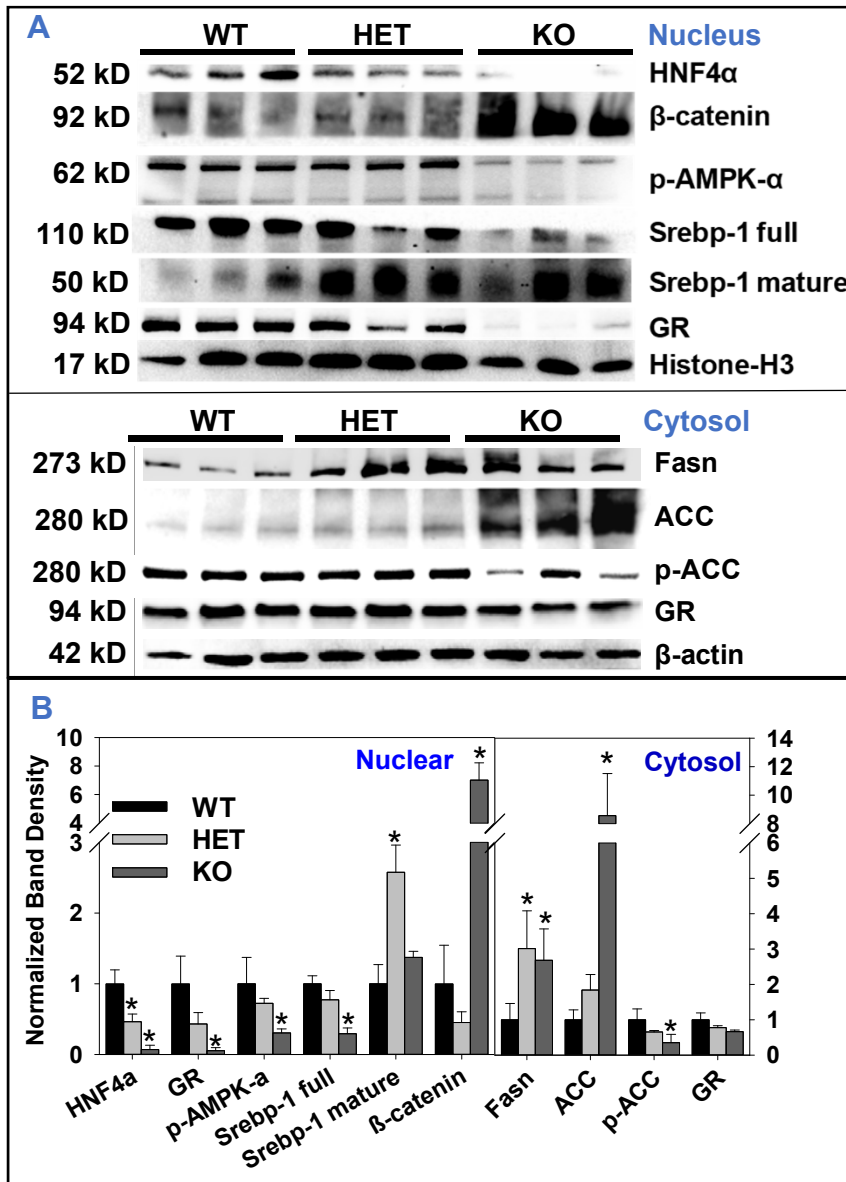 A
WT HET KO Nucleus
52 kD HNF4α
92 kD β-catenin
62 kD p-AMPK-α
110 kD Srebp-1 full
50 kD Srebp-1 mature
94 kD GR
17 kD Histone-H3
WT HET KO Cytosol
273 kD Fasn
280 kD ACC
280 kD p-ACC
94 kD GR
42 kD β-actin
B
Normalized Band Density
10
8
6
4
3
2
1
0
Nuclear
WT
HET
KO
* * * * * * *
Cytosol
* * * *
14
12
10
8
6
5
4
3
2
1
0
HNF4a GR p-AMPK-a Srebp-1 full Srebp-1 mature ß-catenin Fasn ACC p-ACC GR